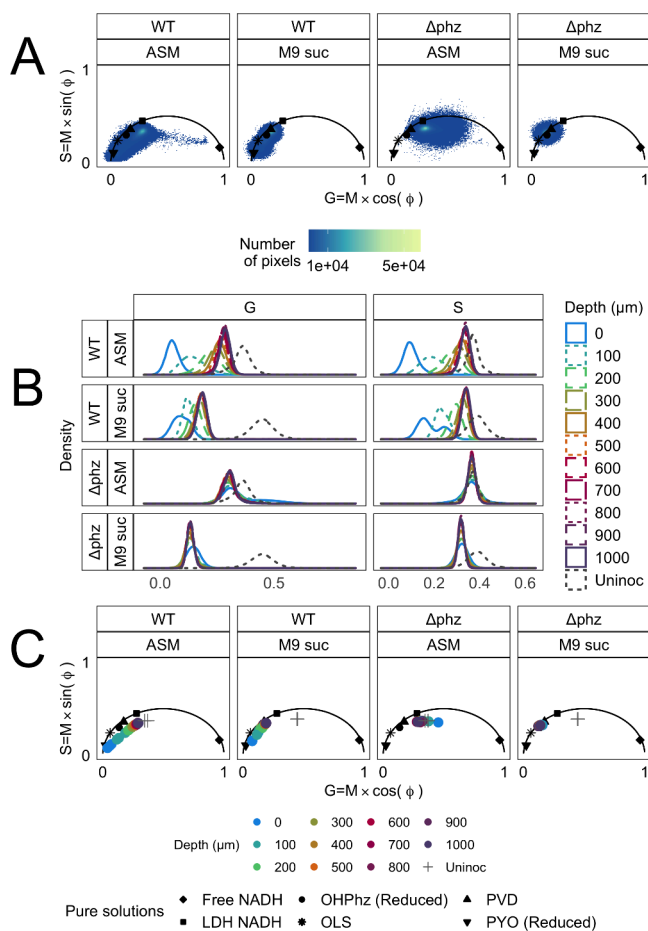 A
WT WT Δphz Δphz
ASM M9 suc ASM M9 suc
S=M × sin( ϕ )
1
0
0 1 0 1 0 1 0 1
G=M × cos( ϕ )
Number of pixels
1e+04 5e+04
B
G S
WT ASM
WT M9 suc
Δphz ASM
Δphz M9 suc
Density
0.0 0.5 0.0 0.2 0.4 0.6
Depth (μm)
0
100
200
300
400
500
600
700
800
900
1000
Uninoc
C
WT WT Δphz Δphz
ASM M9 suc ASM M9 suc
S=M × sin( ϕ )
1
0
0 1 0 1 0 1 0 1
G=M × cos( ϕ )
0 300 600 900
Depth (μm) 100 400 700 1000
200 500 800 Uninoc
Pure solutions
Free NADH OHPhz (Reduced) PVD
LDH NADH OLS PYO (Reduced)